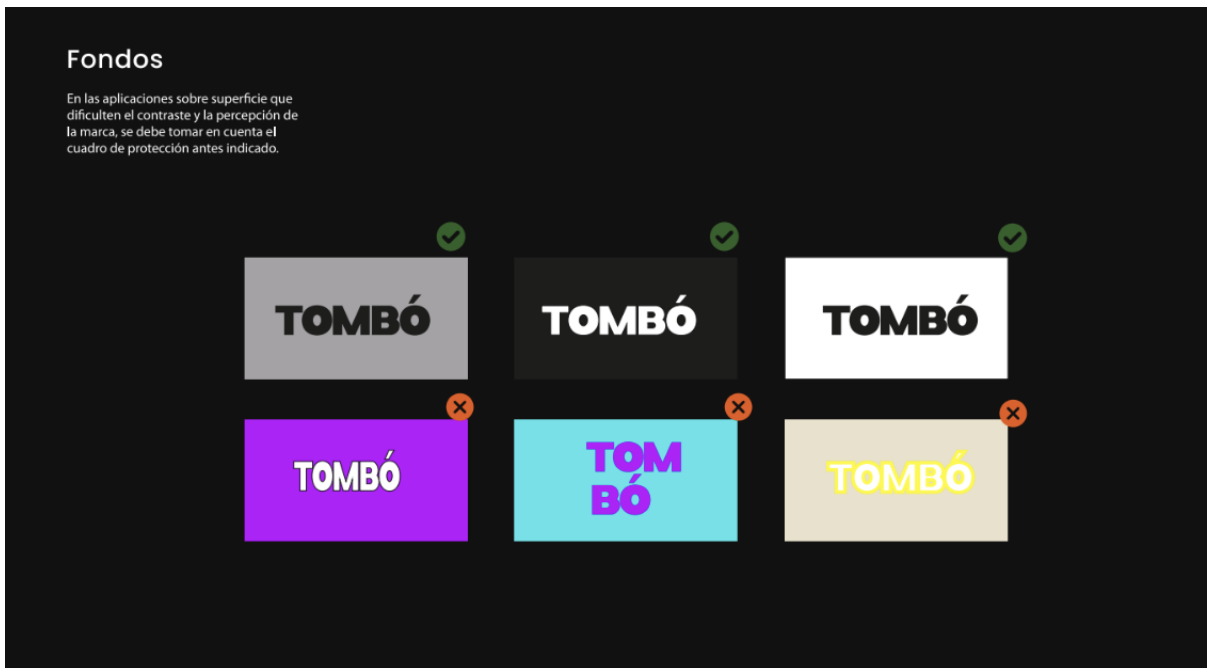 Fondos
En las aplicaciones sobre superficie que
dificulten el contraste y la percepción de
la marca, se debe tomar en cuenta el
cuadro de protección antes indicado.
TOMBÓ
TOMBÓ
TOMBÓ
TOMBÓ
TOM
BÓ
TOMBÓ